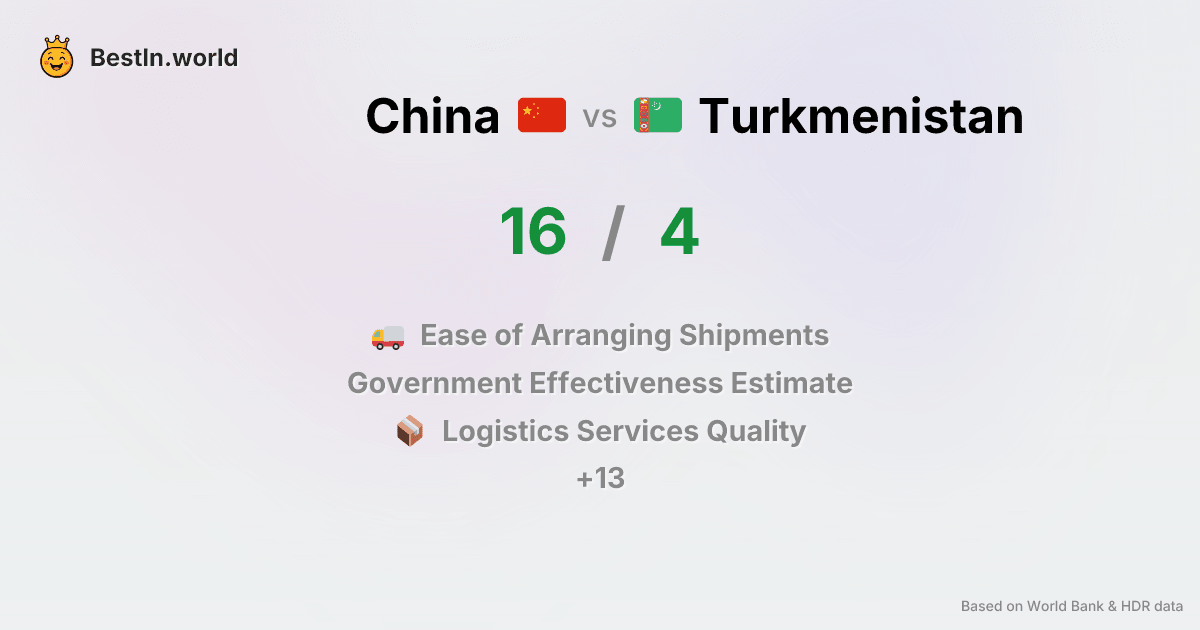 BestIn.world
China vs Turkmenistan
16 / 4
Ease of Arranging Shipments
Government Effectiveness Estimate
Logistics Services Quality
+13
Based on World Bank & HDR data